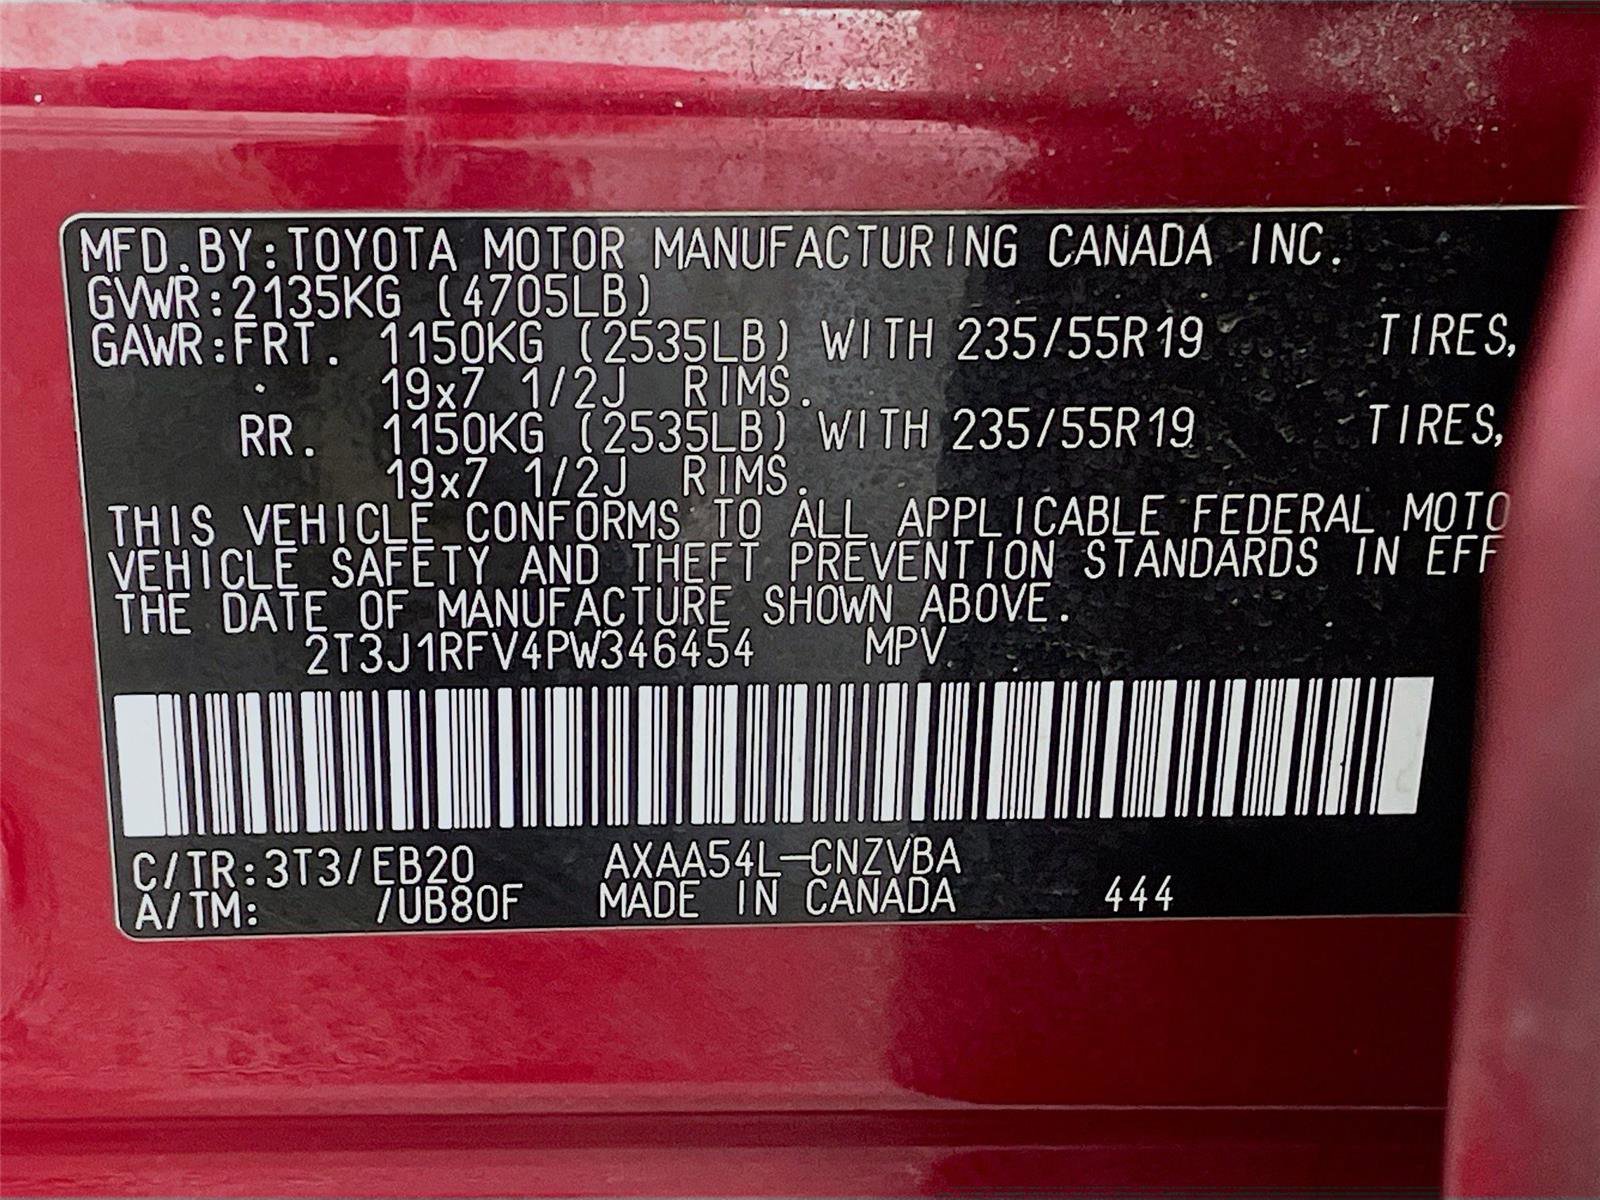 MFD.BY:TOYOTA MOTOR MANUFACTURING CANADA INC.
GVWR:2135KG (4705LB)
GAWR:FRT. 1150KG (2535LB) WITH 235/55R19 TIRES,
19x7 1/2J RIMS.
RR. 1150KG (2535LB) WITH 235/55R19 TIRES,
19x7 1/2J RIMS.
THIS VEHICLE CONFORMS TO ALL APPLICABLE FEDERAL MOTO
VEHICLE SAFETY AND THEFT PREVENTION STANDARDS IN EFF
THE DATE OF MANUFACTURE SHOWN ABOVE.
2T3J1RFV4PW346454 MPV
C/TR:3T3/EB20 AXAA54L-CNZVBA
A/TM: /UB80F MADE IN CANADA 444